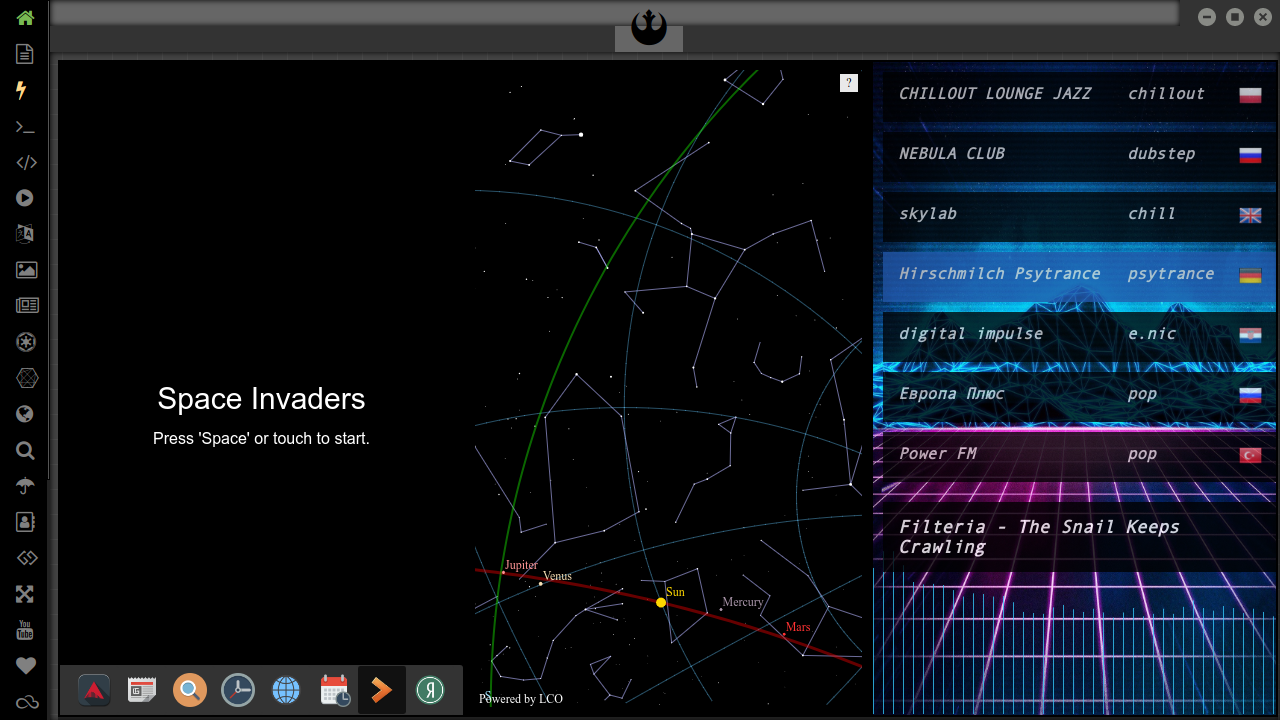 ?
CHILLOUT LOUNGE JAZZ chillout
NEBULA CLUB dubstep
skylab chill
Hirschmilch Psytrance psytrance
digital impulse e.nic
Европа Плюс pop
Power FM pop
Filteria - The Snail Keeps
Crawling
Space Invaders
Press 'Space' or touch to start.
Jupiter
Venus
Sun
Mercury
Mars
S
Powered by LCO
Я
You
Tube